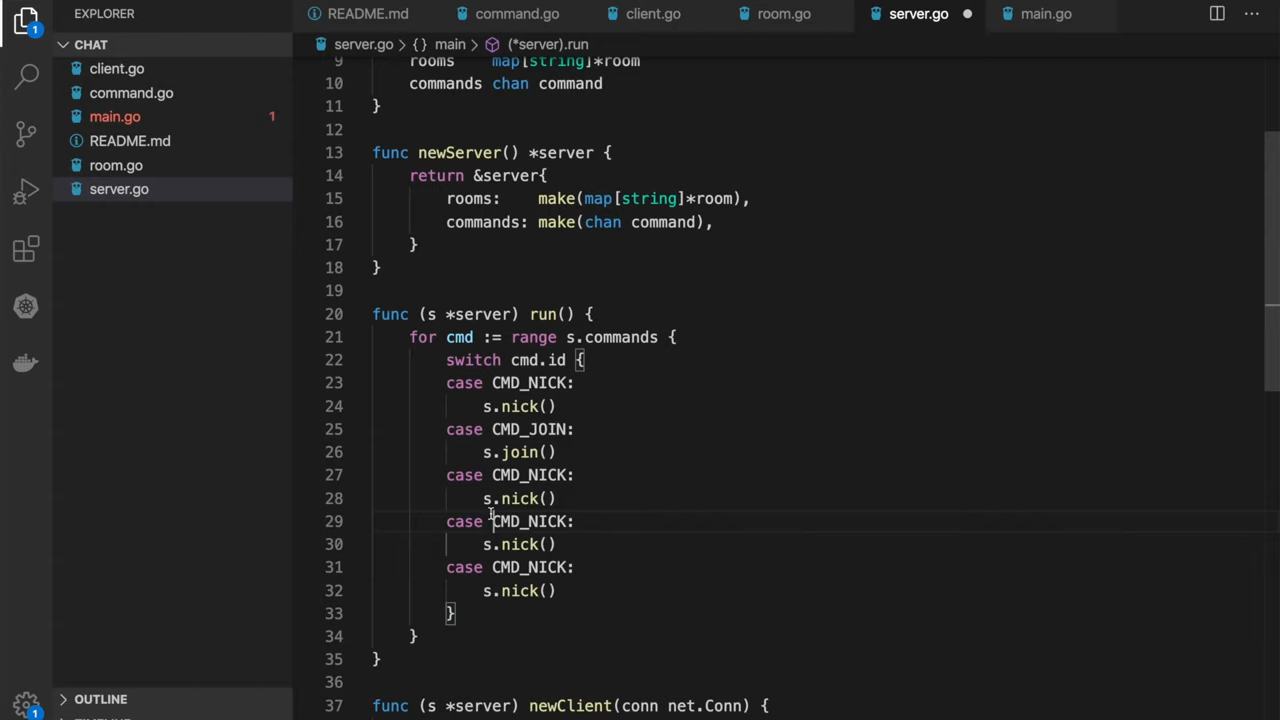 EXPLORER
README.md
command.go
client.go
room.go
server.go
main.go
CHAT
server.go > {} main > (*server).run
client.go
command.go
main.go 1
README.md
room.go
server.go
9 rooms map[string]*room
10 commands chan command
11 }
12
13 func newServer() *server {
14 return &server{
15 rooms: make(map[string]*room),
16 commands: make(chan command),
17 }
18 }
19
20 func (s *server) run() {
21 for cmd := range s.commands {
22 switch cmd.id {
23 case CMD_NICK:
24 s.nick()
25 case CMD_JOIN:
26 s.join()
27 case CMD_NICK:
28 s.nick()
29 case CMD_NICK:
30 s.nick()
31 case CMD_NICK:
32 s.nick()
33 }
34 }
35 }
36
37 func (s *server) newClient(conn net.Conn) {
OUTLINE
1
1